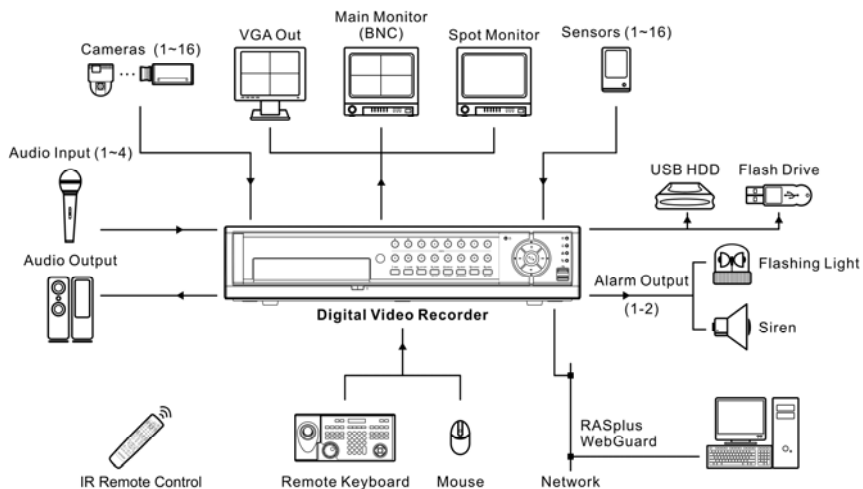 Cameras (1~16)
VGA Out
Main Monitor
(BNC)
Spot Monitor
Sensors (1~16)
Audio Input (1~4)
USB HDD
Flash Drive
Audio Output
Digital Video Recorder
Alarm Output
(1-2)
Flashing Light
Siren
RASplus
WebGuard
IR Remote Control
Remote Keyboard
Mouse
Network